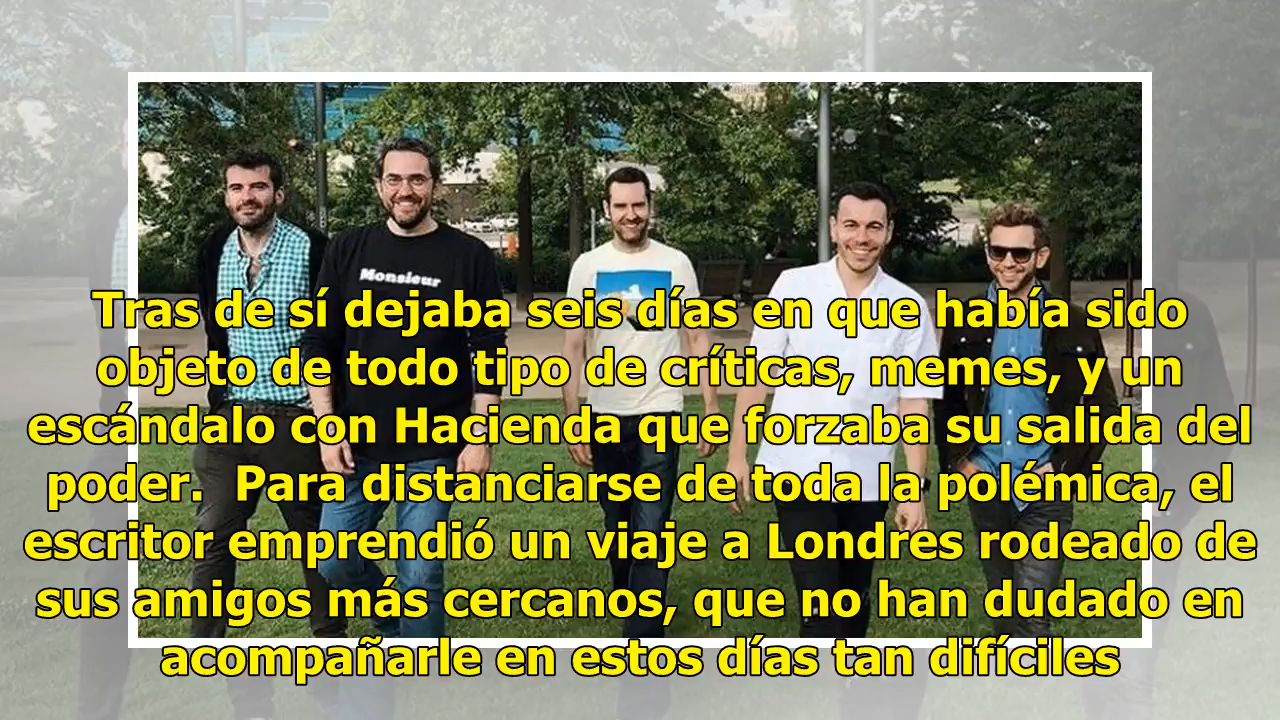 Monsieur
Tras de sí dejaba seis días en que había sido
objeto de todo tipo de críticas, memes, y un
escándalo con Hacienda que forzaba su salida del
poder.  Para distanciarse de toda la polémica, el
escritor emprendió un viaje a Londres rodeado de
sus amigos más cercanos, que no han dudado en
acompañarle en estos días tan difíciles